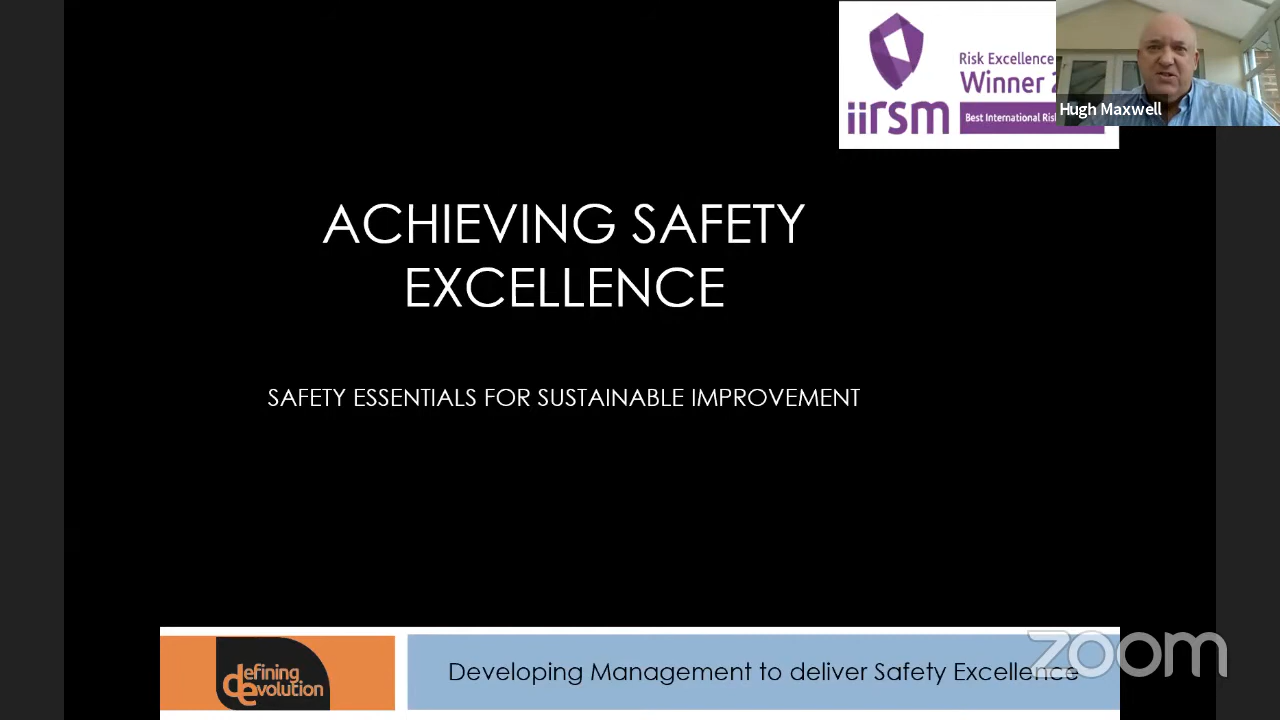 Risk Excellence
Winner
iirsm
Best International
Hugh Maxwell
ACHIEVING SAFETY
EXCELLENCE
SAFETY ESSENTIALS FOR SUSTAINABLE IMPROVEMENT
defining
evolution
Developing Management to deliver Safety Excellence
zoom